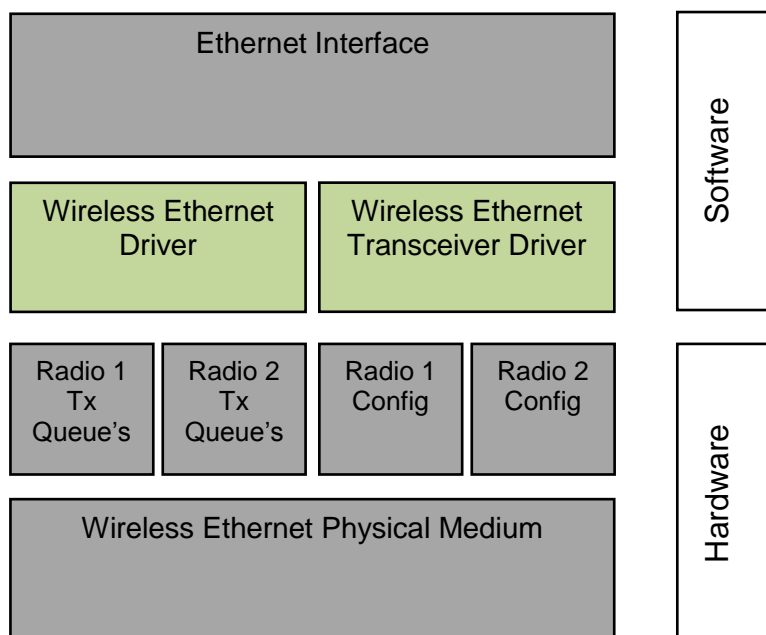 Ethernet Interface
Wireless Ethernet
Driver
Wireless Ethernet
Transceiver Driver
Software
Radio 1
Tx
Queue’s
Radio 2
Tx
Queue’s
Radio 1
Config
Radio 2
Config
Hardware
Wireless Ethernet Physical Medium